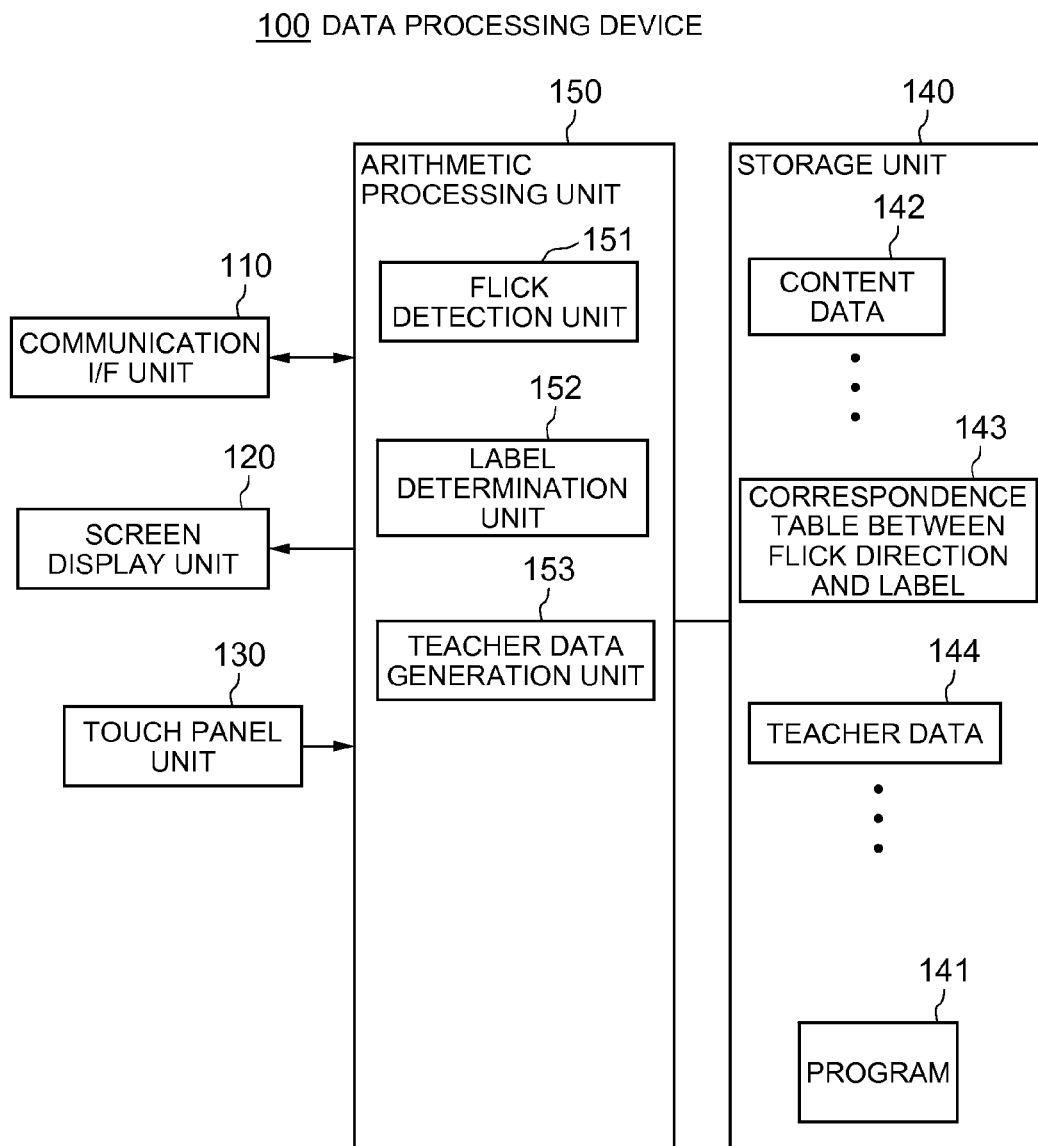 100 DATA PROCESSING DEVICE
150
140
ARITHMETIC
PROCESSING UNIT
STORAGE UNIT
142
CONTENT
DATA
151
FLICK
DETECTION UNIT
110
COMMUNICATION
I/F UNIT
152
LABEL
DETERMINATION
UNIT
143
CORRESPONDENCE
TABLE BETWEEN
FLICK DIRECTION
AND LABEL
120
SCREEN
DISPLAY UNIT
153
TEACHER DATA
GENERATION UNIT
130
TOUCH PANEL
UNIT
144
TEACHER DATA
141
PROGRAM